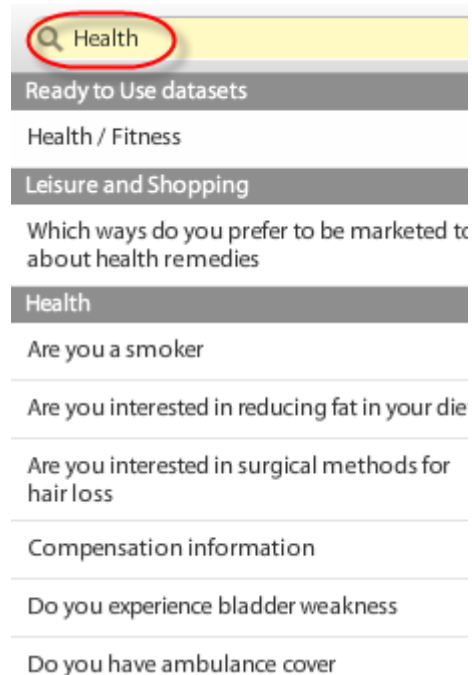 Health
Ready to Use datasets
Health / Fitness
Leisure and Shopping
Which ways do you prefer to be marketed to
about health remedies
Health
Are you a smoker
Are you interested in reducing fat in your die
Are you interested in surgical methods for
hair loss
Compensation information
Do you experience bladder weakness
Do you have ambulance cover